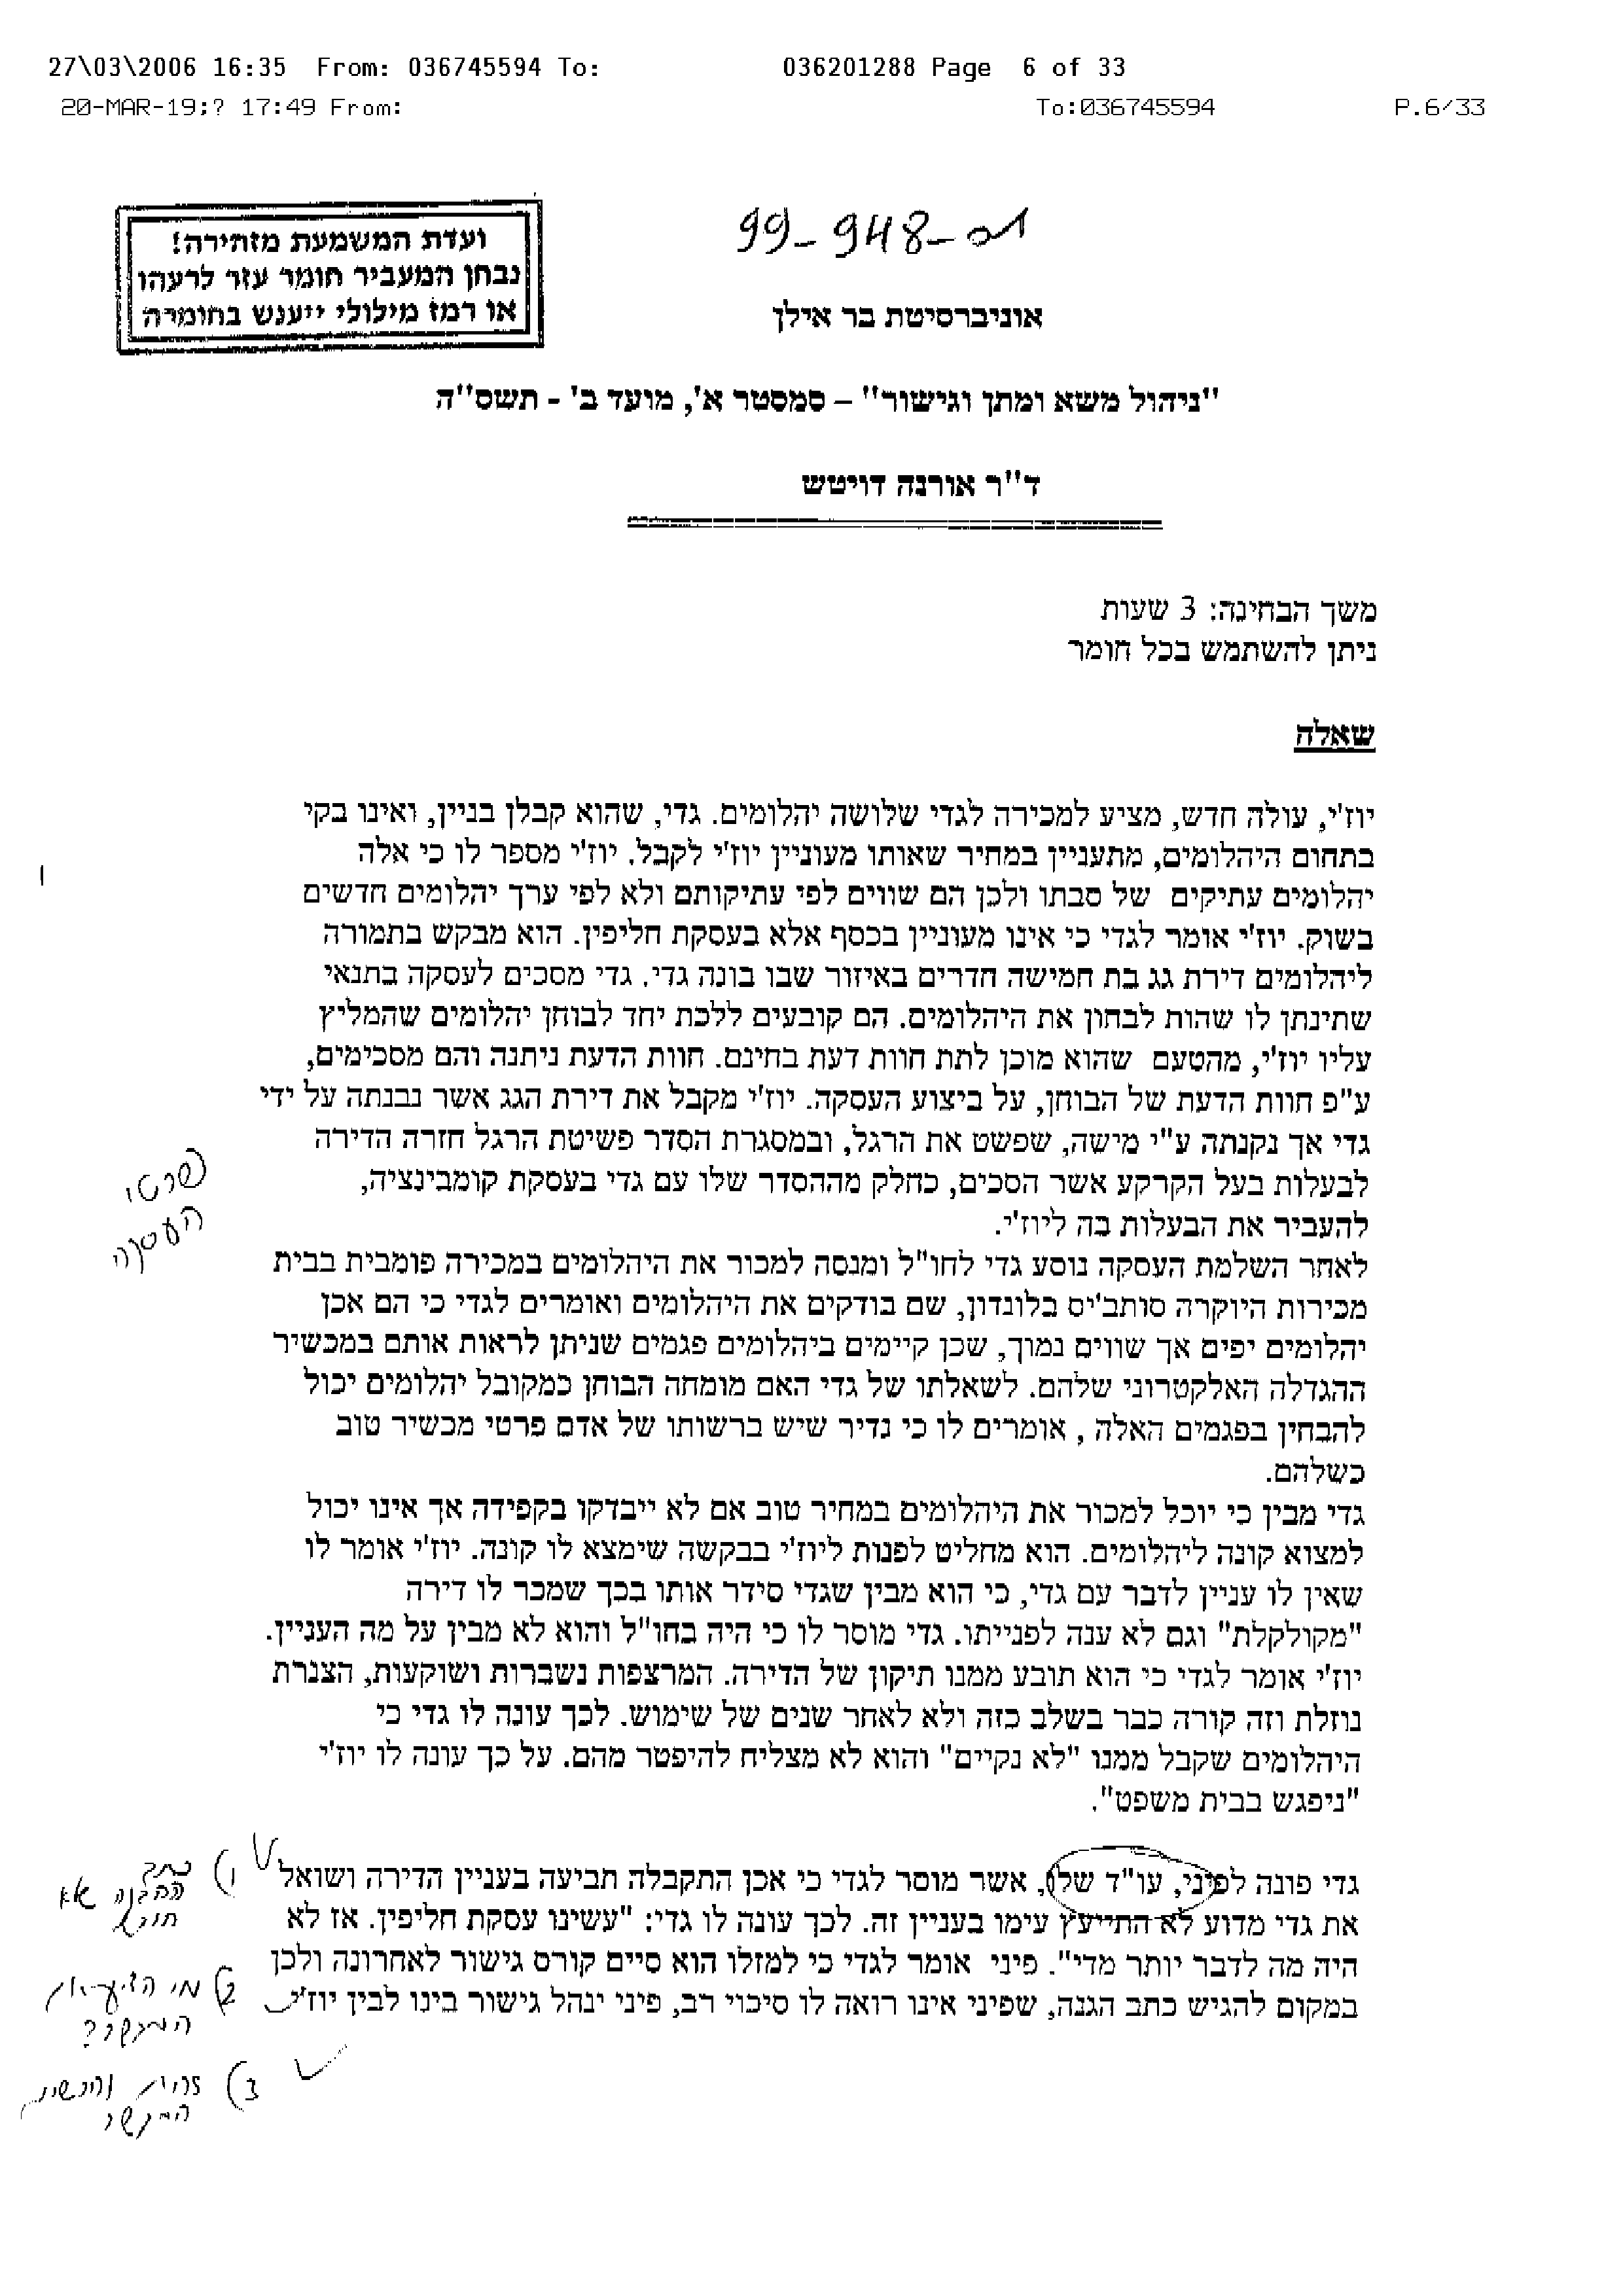 27\03\2006 16:35 From: 036745594 To: 036201288 Page 6 of 33
20-MAR-19;? 17:49 From: To:036745594 P.6/33
ועדת המשמעת מזהירה!
נבחן המעביר חומר עזר לרעהו
או רמז מילולי ייענש בחומרה
99-948-01
אוניברסיטת בר אילן
"ניהול משא ומתן וגישור" – סמסטר א', מועד ב' - תשס"ה
ד"ר אורנה דויטש
משך הבחינה: 3 שעות
ניתן להשתמש בכל חומר
שאלה
יוז'י, עולה חדש, מציע למכירה לגדי שלושה יהלומים. גדי, שהוא קבלן בניין, ואינו בקי
בתחום היהלומים, מתעניין במחיר שאותו מעוניין יוז'י לקבל. יוז'י מספר לו כי אלה
יהלומים עתיקים של סבתו ולכן הם שווים לפי עתיקותם ולא לפי ערך יהלומים חדשים
בשוק. יוז'י אומר לגדי כי אינו מעוניין בכסף אלא בעסקת חליפין. הוא מבקש בתמורה
ליהלומים דירת גג בת חמישה חדרים באיזור שבו בונה גדי. גדי מסכים לעסקה בתנאי
שתינתן לו שהות לבחון את היהלומים. הם קובעים ללכת יחד לבוחן יהלומים שהמליץ
עליו יוז'י, מהטעם שהוא מוכן לתת חוות דעת בחינם. חוות הדעת ניתנה והם מסכימים,
ע"פ חוות הדעת של הבוחן, על ביצוע העסקה. יוז'י מקבל את דירת הגג אשר נבנתה על ידי
גדי אך נקנתה ע"י מישה, שפשט את הרגל, ובמסגרת הסדר פשיטת הרגל חזרה הדירה
לבעלות בעל הקרקע אשר הסכים, כחלק מההסדר שלו עם גדי בעסקת קומבינציה,
להעביר את הבעלות בה ליוז'י.
פרטי
העסקה
לאחר השלמת העסקה נוסע גדי לחו"ל ומנסה למכור את היהלומים במכירה פומבית בבית
מכירות היוקרה סותב'יס בלונדון, שם בודקים את היהלומים ואומרים לגדי כי הם אכן
יהלומים יפים אך שווים נמוך, שכן קיימים ביהלומים פגמים שניתן לראות אותם במכשיר
ההגדלה האלקטרוני שלהם. לשאלתו של גדי האם מומחה הבוחן כמקובל יהלומים יכול
להבחין בפגמים האלה , אומרים לו כי נדיר שיש ברשותו של אדם פרטי מכשיר טוב
כשלהם.
גדי מבין כי יוכל למכור את היהלומים במחיר טוב אם לא ייבדקו בקפידה אך אינו יכול
למצוא קונה ליהלומים. הוא מחליט לפנות ליוז'י בבקשה שימצא לו קונה. יוז'י אומר לו
שאין לו עניין לדבר עם גדי, כי הוא מבין שגדי סידר אותו בכך שמכר לו דירה
"מקולקלת" וגם לא ענה לפנייתו. גדי מוסר לו כי היה בחו"ל והוא לא מבין על מה העניין.
יוז'י אומר לגדי כי הוא תובע ממנו תיקון של הדירה. המרצפות נשברות ושוקעות, הצנרת
נוזלת וזה קורה כבר בשלב כזה ולא לאחר שנים של שימוש. לכך עונה לו גדי כי
היהלומים שקבל ממנו "לא נקיים" והוא לא מצליח להיפטר מהם. על כך עונה לו יוז'י
"ניפגש בבית משפט".
גדי פונה לפיני, עו"ד שלו, אשר מוסר לגדי כי אכן התקבלה תביעה בעניין הדירה ושואל
את גדי מדוע לא התייעץ עימו בעניין זה. לכך עונה לו גדי: "עשינו עסקת חליפין. אז לא
היה מה לדבר יותר מדי". פיני אומר לגדי כי למזלו הוא סיים קורס גישור לאחרונה ולכן
במקום להגיש כתב הגנה, שפיני אינו רואה לו סיכוי רב, פיני ינהל גישור בינו לבין יוז'י
1) כתב
ההגנה לא
הוגש
2) מי
המגשר?
3) זהות
המגשר